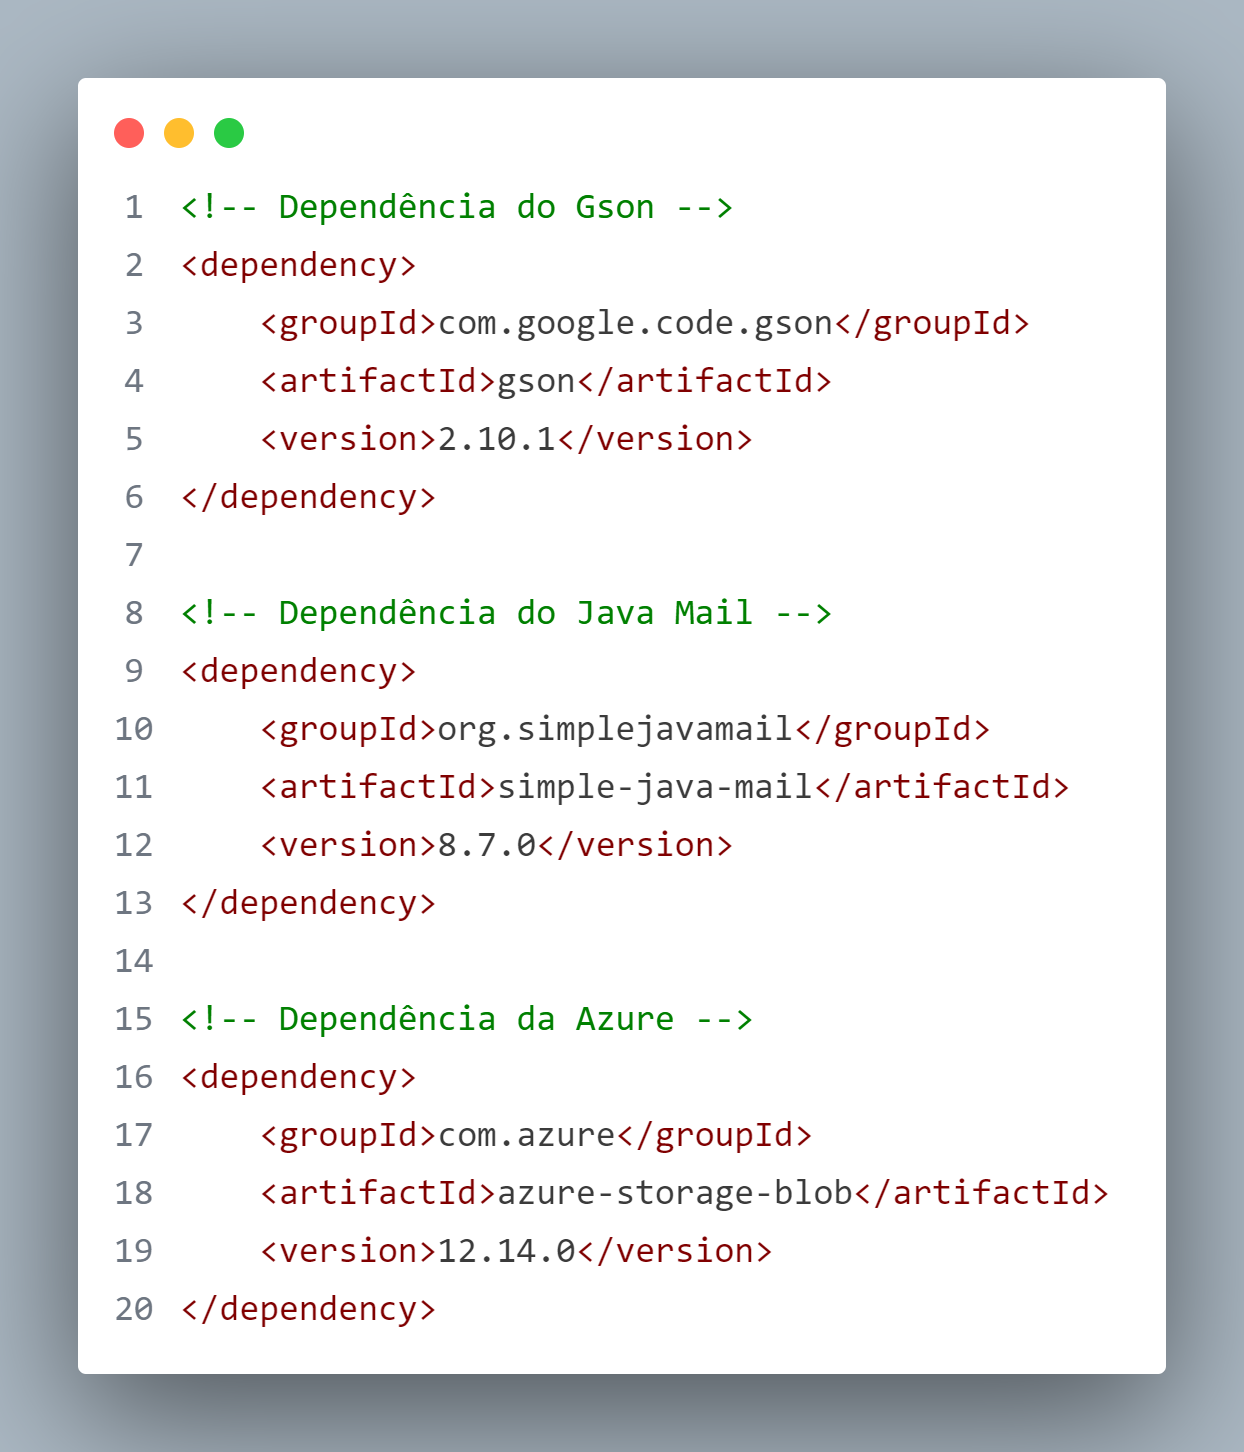 1 <!-- Dependência do Gson -->
2 <dependency>
3     <groupId>com.google.code.gson</groupId>
4     <artifactId>gson</artifactId>
5     <version>2.10.1</version>
6 </dependency>
7
8 <!-- Dependência do Java Mail -->
9 <dependency>
10     <groupId>org.simplejavamail</groupId>
11     <artifactId>simple-java-mail</artifactId>
12     <version>8.7.0</version>
13 </dependency>
14
15 <!-- Dependência da Azure -->
16 <dependency>
17     <groupId>com.azure</groupId>
18     <artifactId>azure-storage-blob</artifactId>
19     <version>12.14.0</version>
20 </dependency>